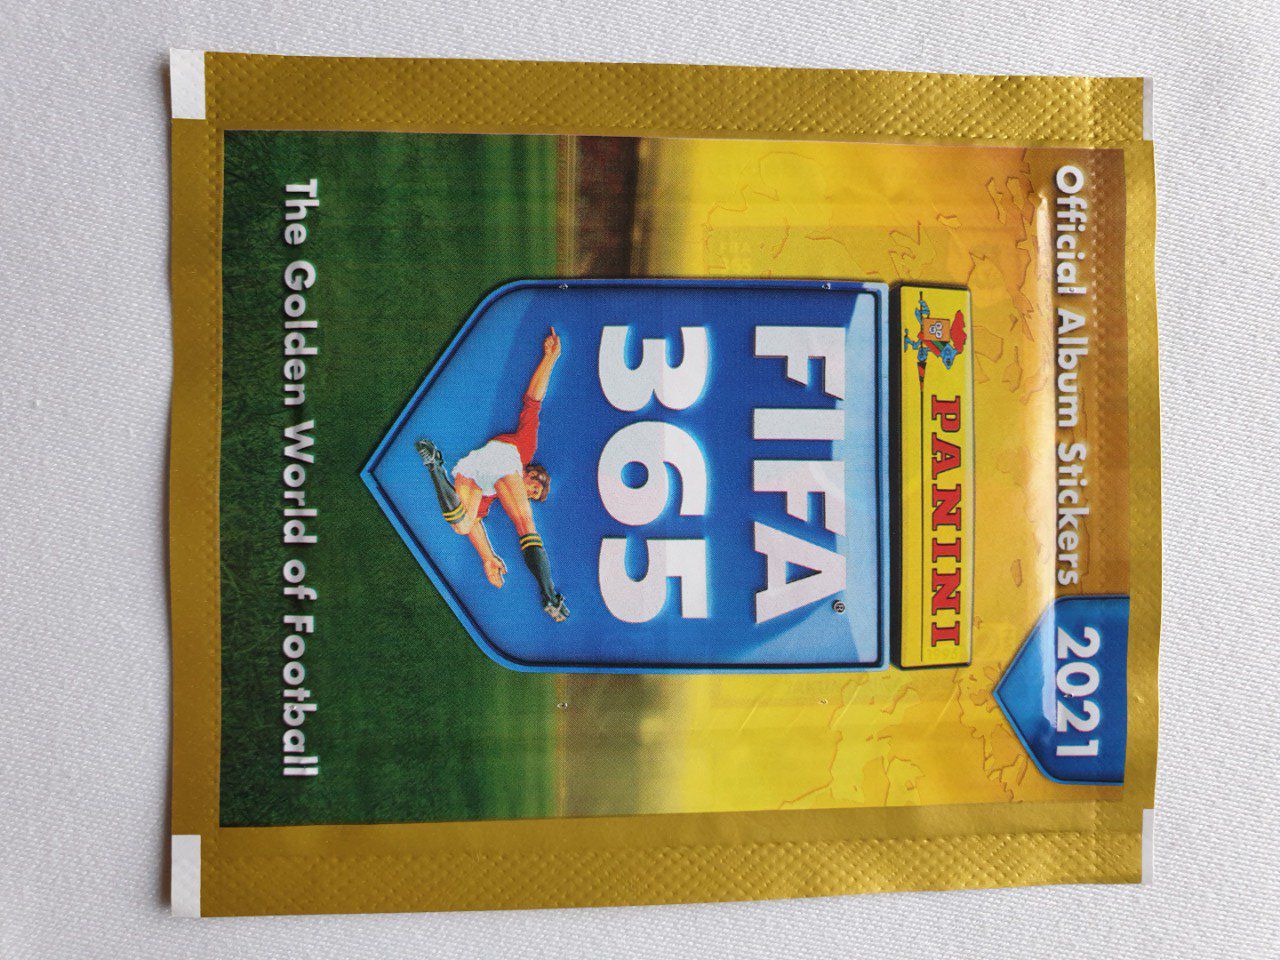 Official Album Stickers
2021
PANINI
FIFA®
365
The Golden World of Football